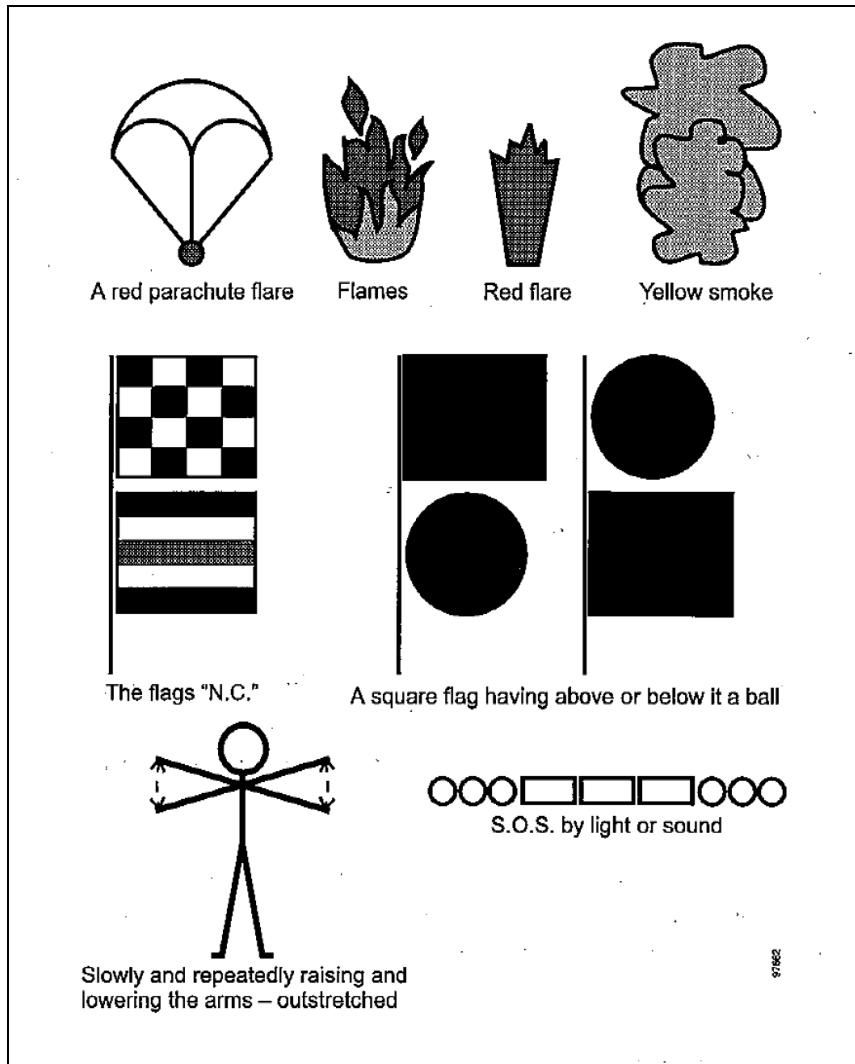 A red parachute flare
Flames
Red flare
Yellow smoke
The flags "N.C."
A square flag having above or below it a ball
S.O.S. by light or sound
Slowly and repeatedly raising and
lowering the arms – outstretched
97662